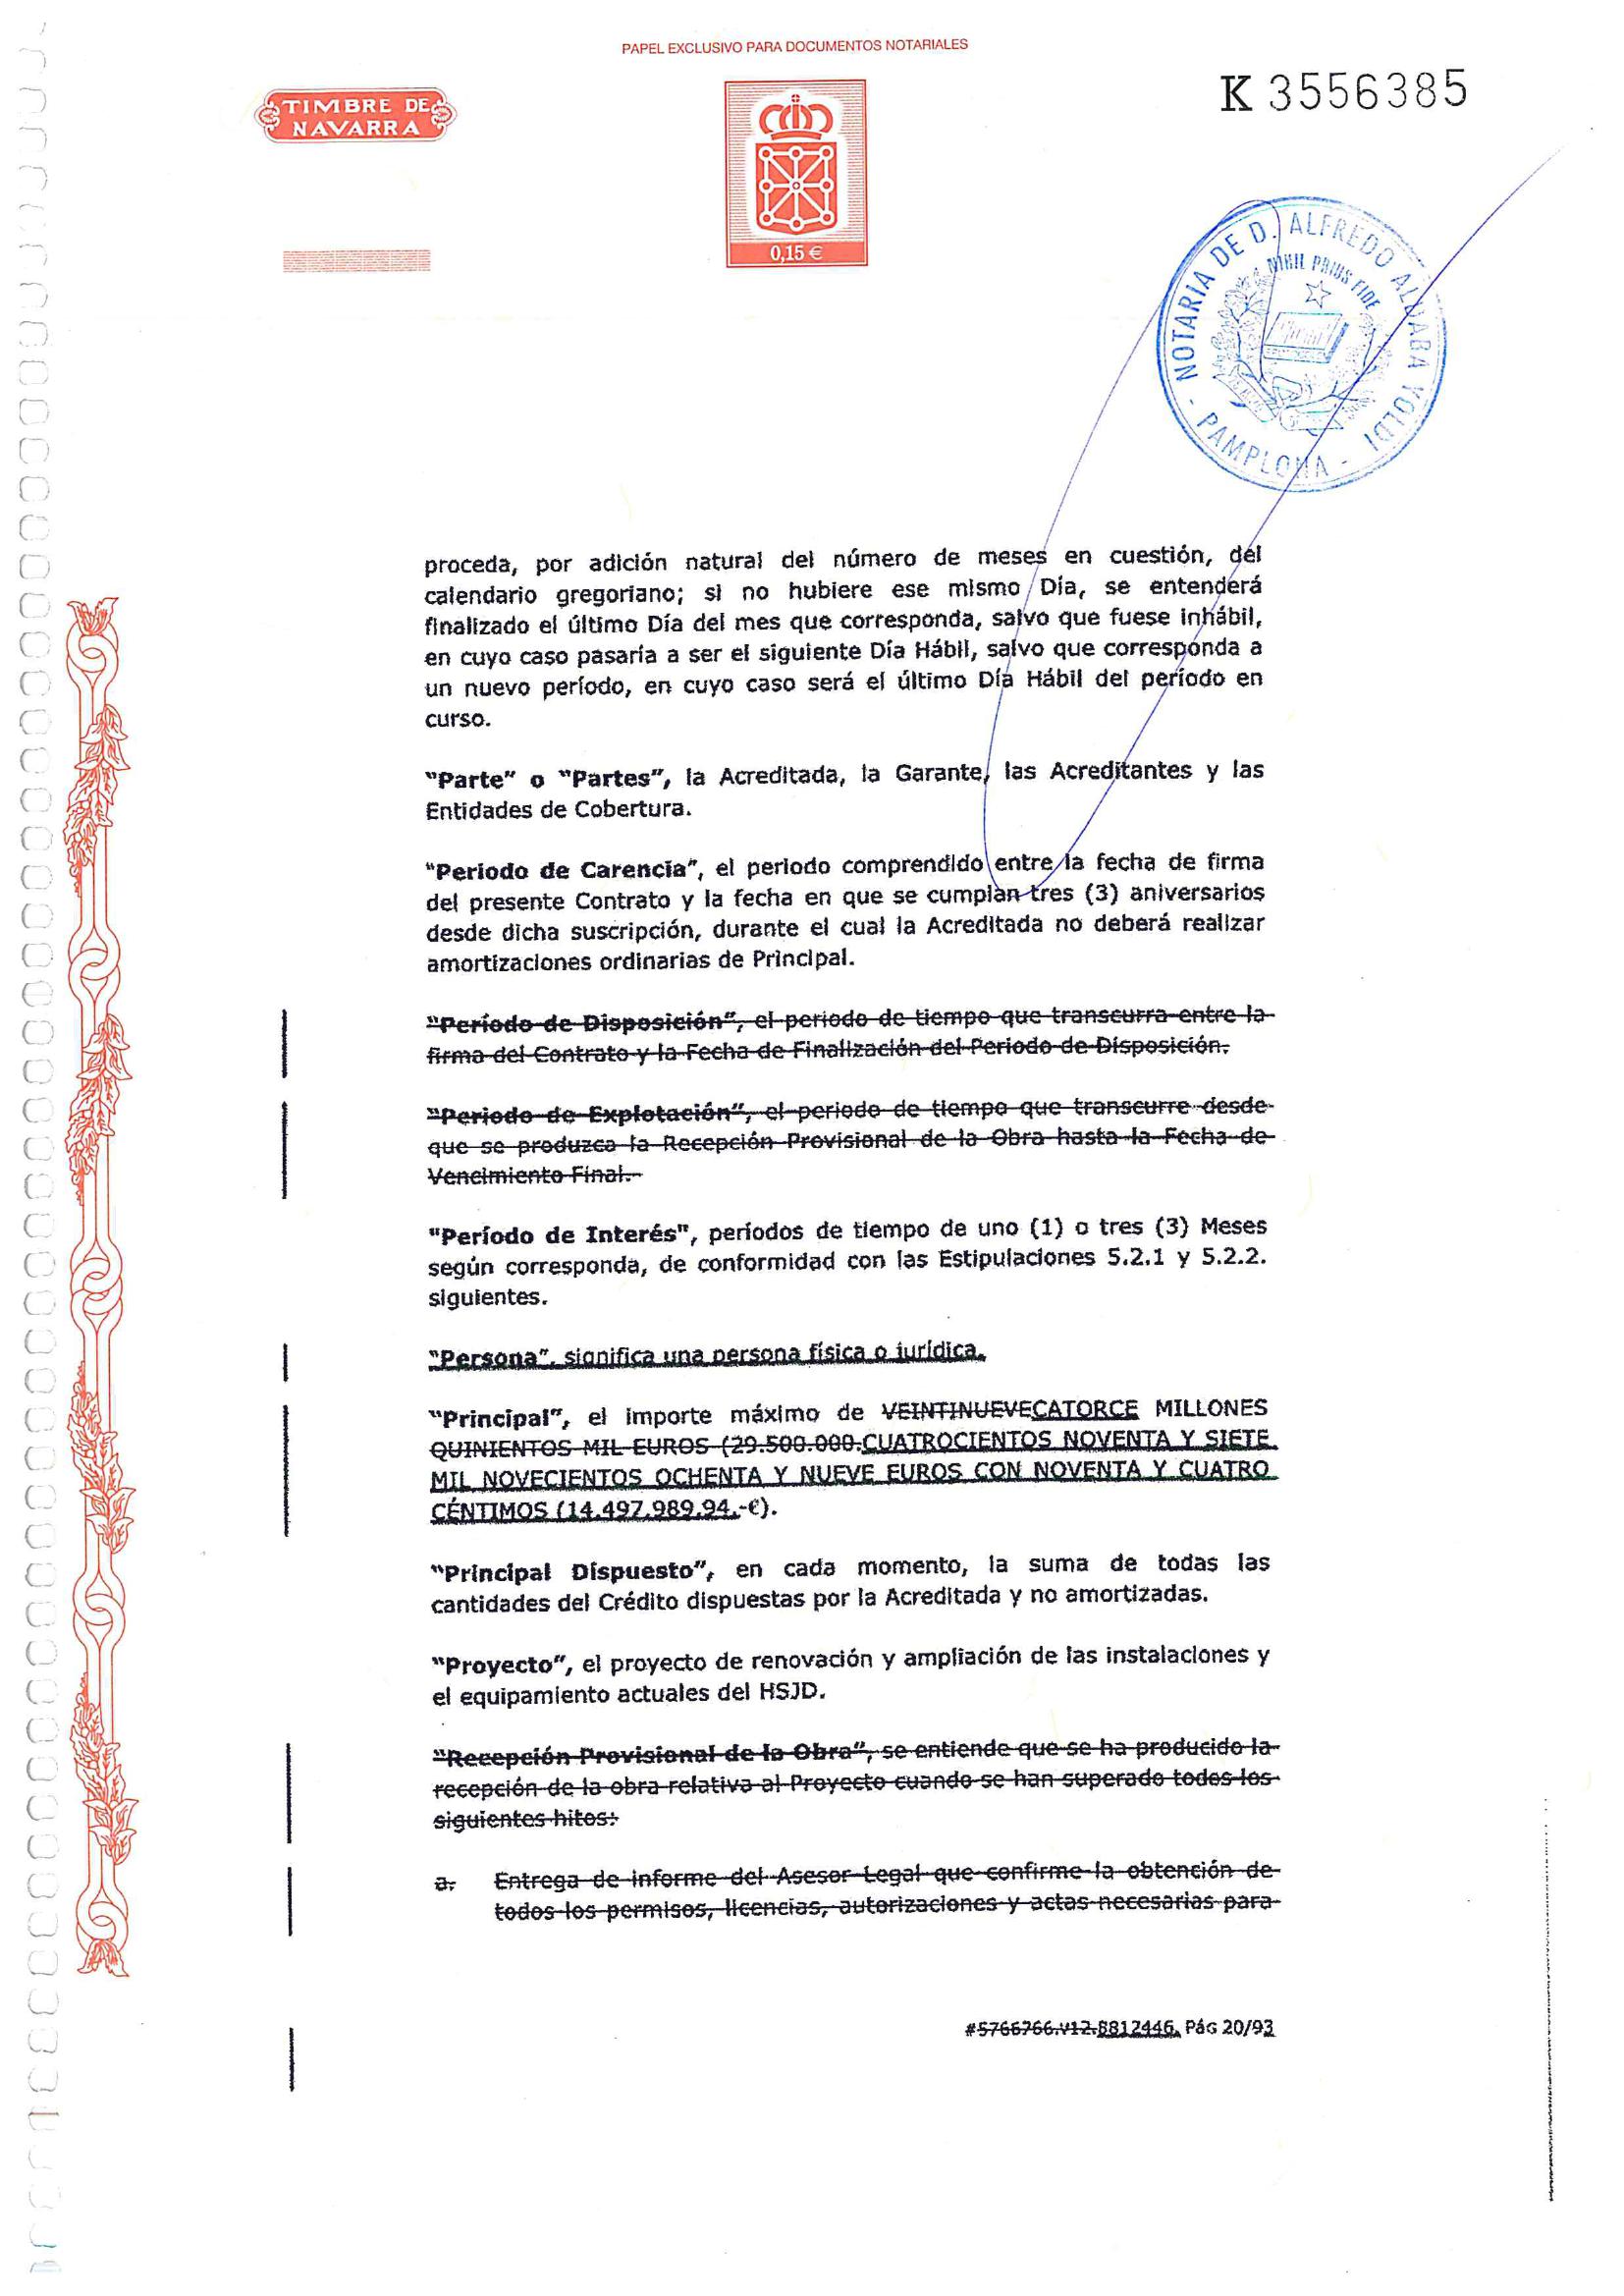 PAPEL EXCLUSIVO PARA DOCUMENTOS NOTARIALES
TIMBRE DE
NAVARRA
0,15 €
K 3556385
NOTARIA DE D. ALFREDO ALDABA YOLDI
- PAMPLONA -
NIHIL PRIUS FIDE
proceda, por adición natural del número de meses en cuestión, del
calendario gregoriano; si no hubiere ese mismo Día, se entenderá
finalizado el último Día del mes que corresponda, salvo que fuese inhábil,
en cuyo caso pasaría a ser el siguiente Día Hábil, salvo que corresponda a
un nuevo período, en cuyo caso será el último Día Hábil del período en
curso.
"Parte" o "Partes", la Acreditada, la Garante, las Acreditantes y las
Entidades de Cobertura.
"Periodo de Carencia", el periodo comprendido entre la fecha de firma
del presente Contrato y la fecha en que se cumplan tres (3) aniversarios
desde dicha suscripción, durante el cual la Acreditada no deberá realizar
amortizaciones ordinarias de Principal.
"Período de Disposición", el periodo de tiempo que transcurra entre la
firma del Contrato y la Fecha de Finalización del Periodo de Disposición.
"Periodo de Explotación", el periodo de tiempo que transcurre desde
que se produzca la Recepción Provisional de la Obra hasta la Fecha de
Vencimiento Final.
"Período de Interés", períodos de tiempo de uno (1) o tres (3) Meses
según corresponda, de conformidad con las Estipulaciones 5.2.1 y 5.2.2.
siguientes.
"Persona", significa una persona física o jurídica.
"Principal", el importe máximo de VEINTINUEVECATORCE MILLONES
QUINIENTOS MIL EUROS (29.500.000.CUATROCIENTOS NOVENTA Y SIETE
MIL NOVECIENTOS OCHENTA Y NUEVE EUROS CON NOVENTA Y CUATRO
CÉNTIMOS (14.497.989,94.-€).
"Principal Dispuesto", en cada momento, la suma de todas las
cantidades del Crédito dispuestas por la Acreditada y no amortizadas.
"Proyecto", el proyecto de renovación y ampliación de las instalaciones y
el equipamiento actuales del HSJD.
"Recepción Provisional de la Obra", se entiende que se ha producido la
recepción de la obra relativa al Proyecto cuando se han superado todos los
siguientes hitos:
a. Entrega de informe del Asesor Legal que confirme la obtención de
todos los permisos, licencias, autorizaciones y actas necesarias para
#5766766.v12.8812446. PÁG 20/93